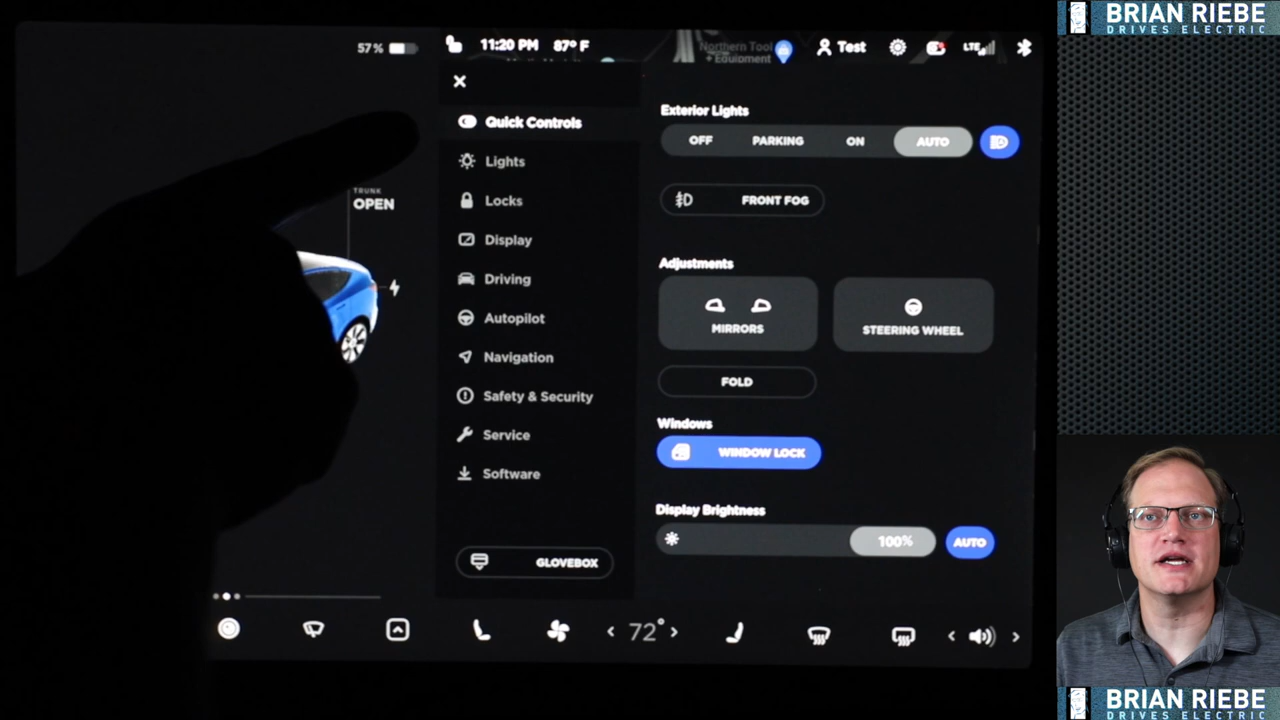 57%
11:20 PM 87° F
Northern Tool
+ Equipment
Test
LTE
Quick Controls
Lights
Locks
Display
Driving
Autopilot
Navigation
Safety & Security
Service
Software
GLOVEBOX
TRUNK
OPEN
Exterior Lights
OFF PARKING ON AUTO
FRONT FOG
Adjustments
MIRRORS
STEERING WHEEL
FOLD
Windows
WINDOW LOCK
Display Brightness
100%
AUTO
72°
BRIAN RIEBE
DRIVES ELECTRIC
BRIAN RIEBE
DRIVES ELECTRIC